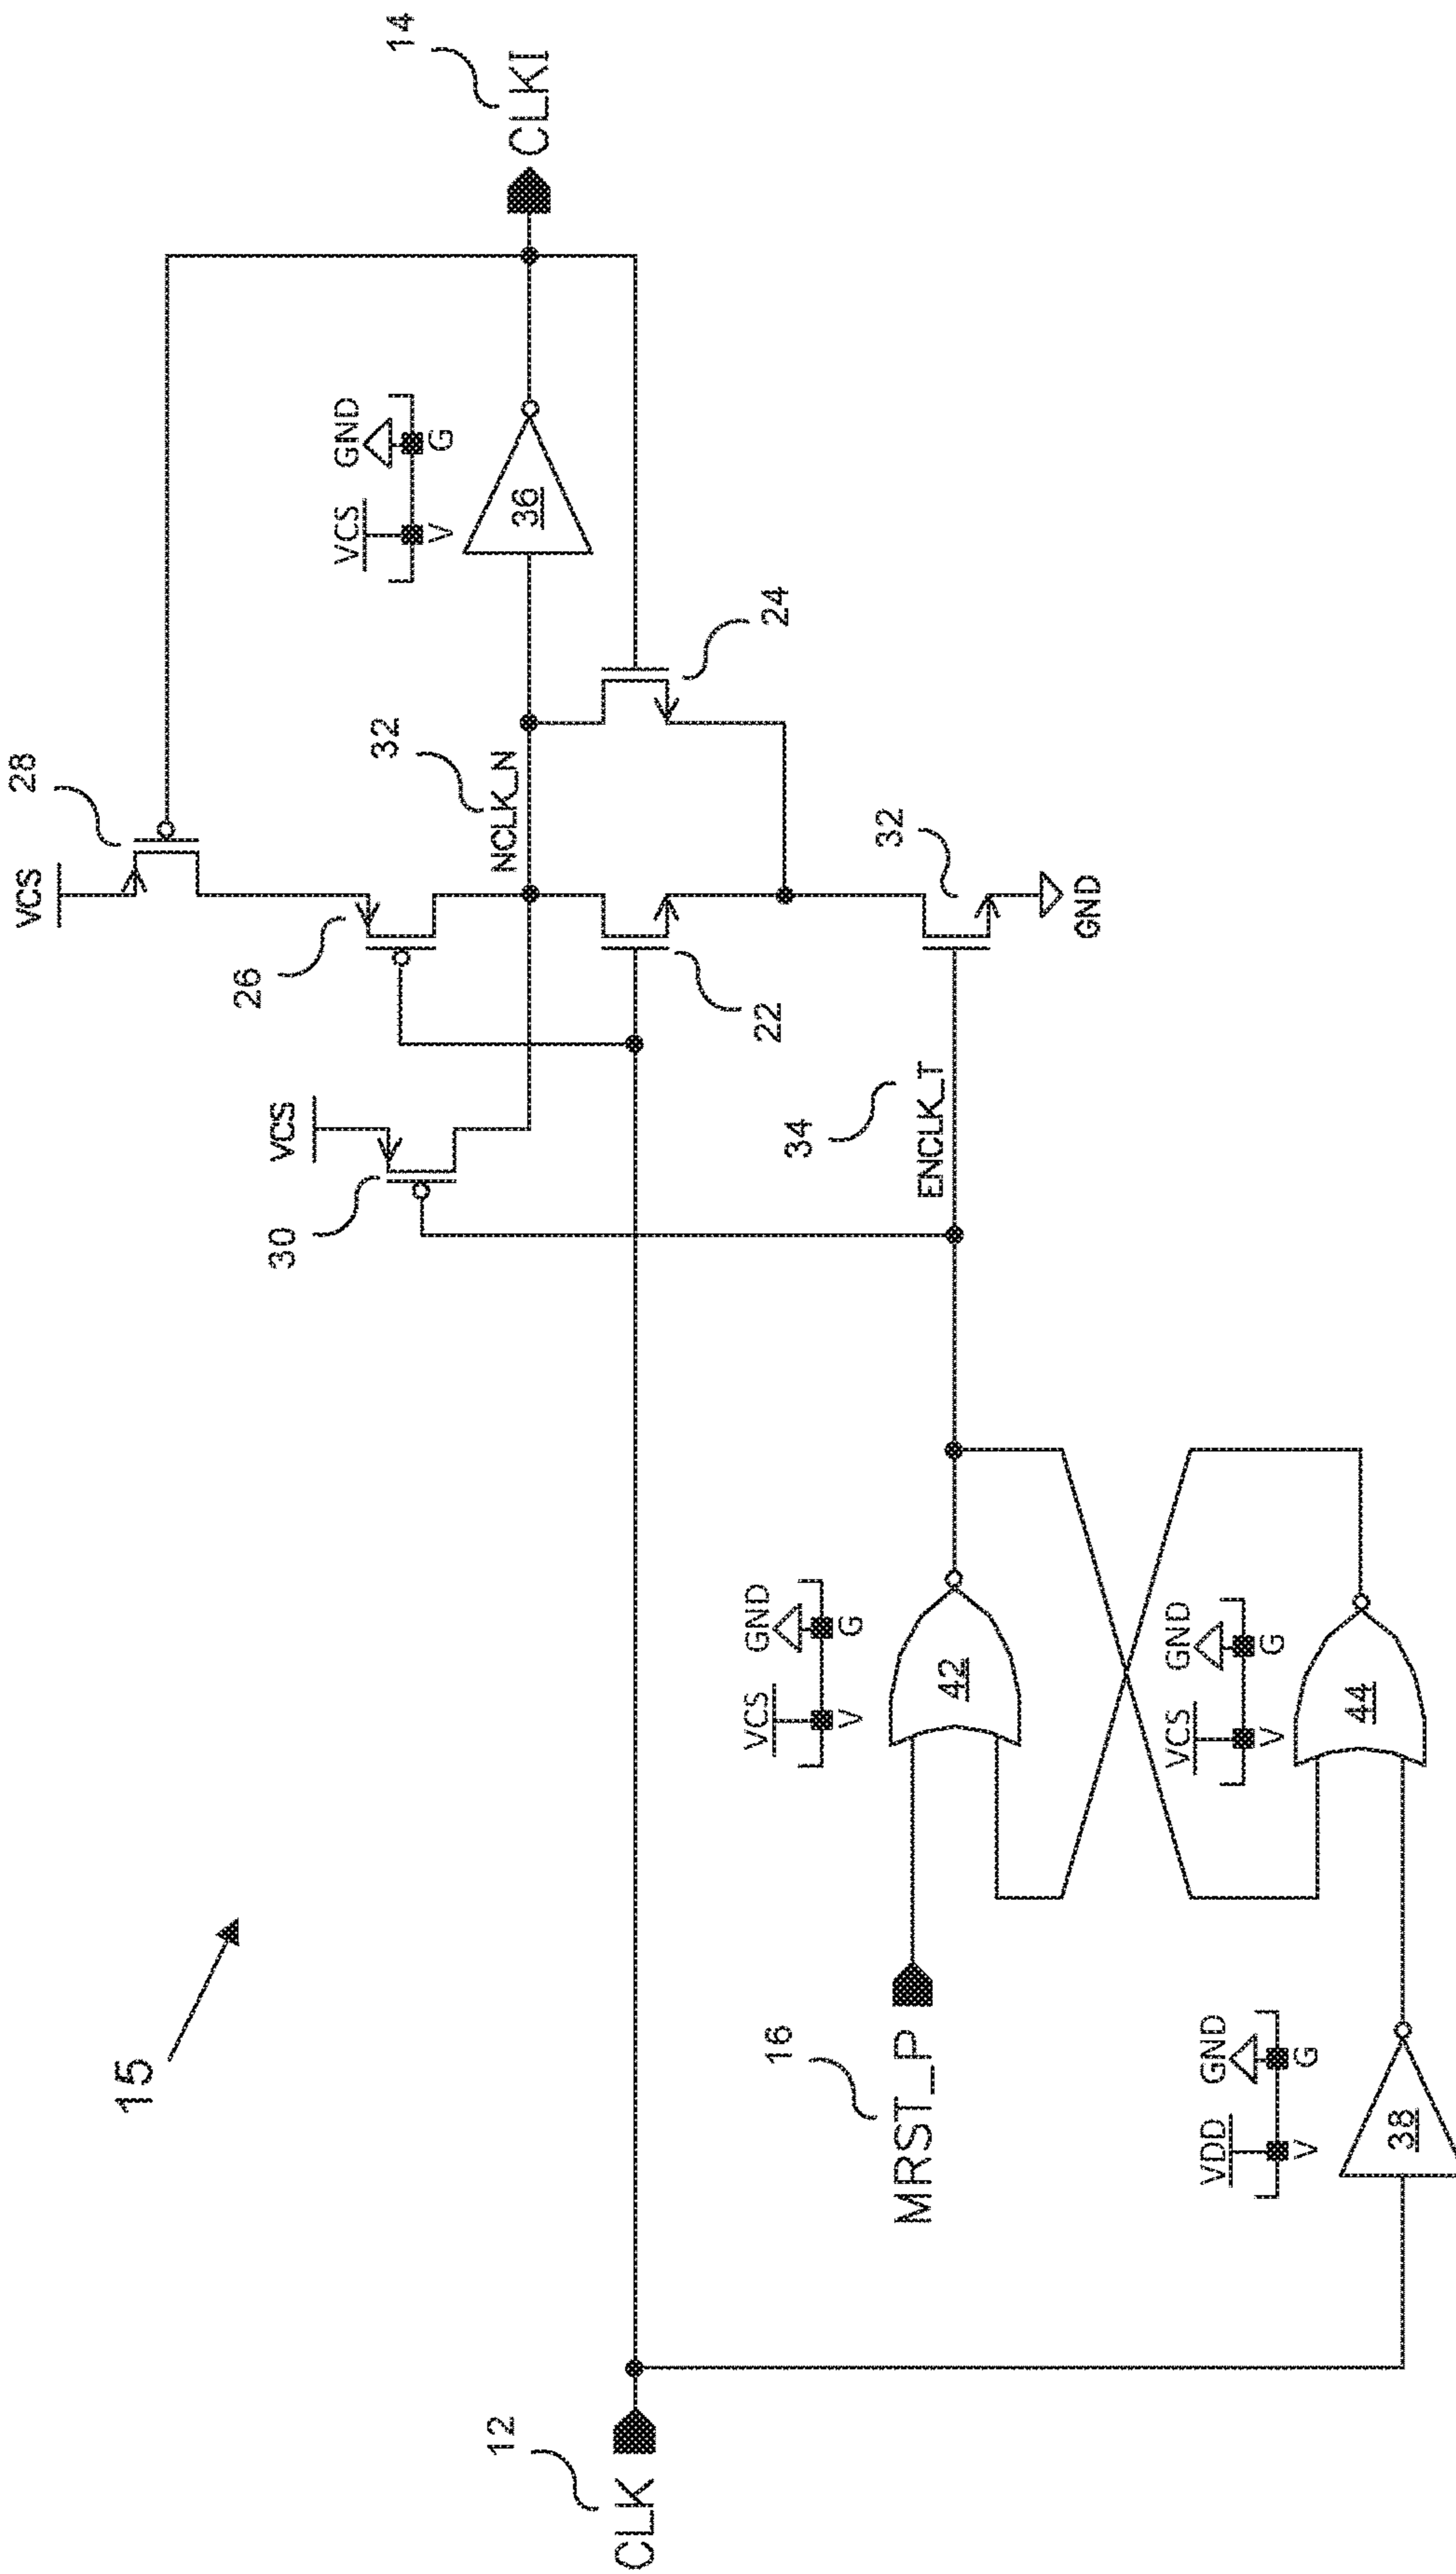 15
12
CLK
16
MRST_P
VDD
GND
V
G
38
VCS
GND
V
G
42
VCS
GND
V
G
44
34
ENCLK_T
30
VCS
26
28
VCS
22
32
GND
32
NCLK_N
24
VCS
GND
V
G
36
14
CLKI